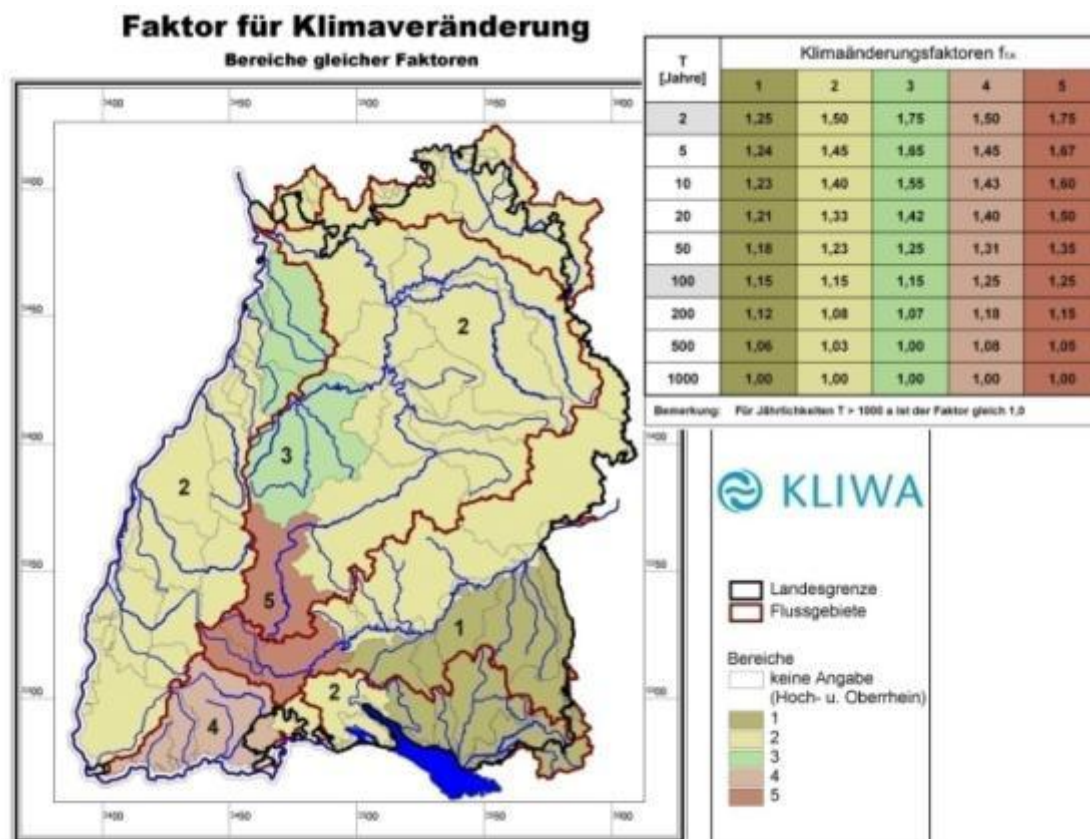 Faktor für Klimaveränderung
Bereiche gleicher Faktoren
T
[Jahre]
Klimaänderungsfaktoren
1 2 3 4 5
2 1,25 1,50 1,75 1,50 1,75
5 1,24 1,45 1,65 1,45 1,67
10 1,23 1,40 1,55 1,43 1,60
20 1,21 1,33 1,42 1,40 1,50
50 1,18 1,23 1,25 1,31 1,35
100 1,15 1,15 1,15 1,25 1,25
200 1,12 1,08 1,07 1,18 1,15
500 1,06 1,03 1,00 1,08 1,05
1000 1,00 1,00 1,00 1,00 1,00
Bemerkung: Für Jährlichkeiten T > 1000 a ist der Faktor gleich 1,0
2
3
2
5
1
2
4
KLIWA
Landesgrenze
Flussgebiete
Bereiche
keine Angabe
(Hoch- u. Oberrhein)
1
2
3
4
5